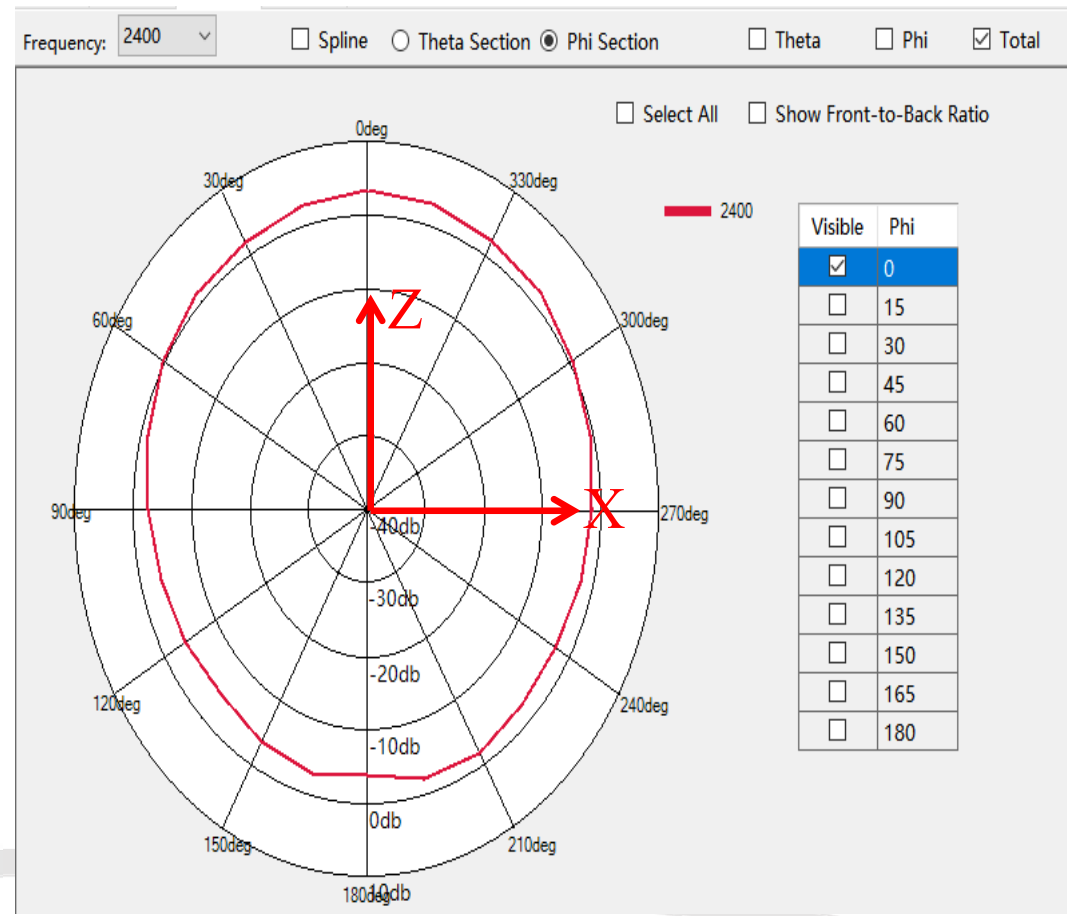 Frequency: 2400 Spline Theta Section Phi Section Theta Phi Total
Select All Show Front-to-Back Ratio
0deg
30deg 330deg
2400
Visible Phi
0
15
30
45
60
75
90
105
120
135
150
165
180
60deg 300deg
Z
90deg X 270deg
-40db
-30db
-20db
120deg 240deg
-10db
0db
150deg 210deg
180deg 10db